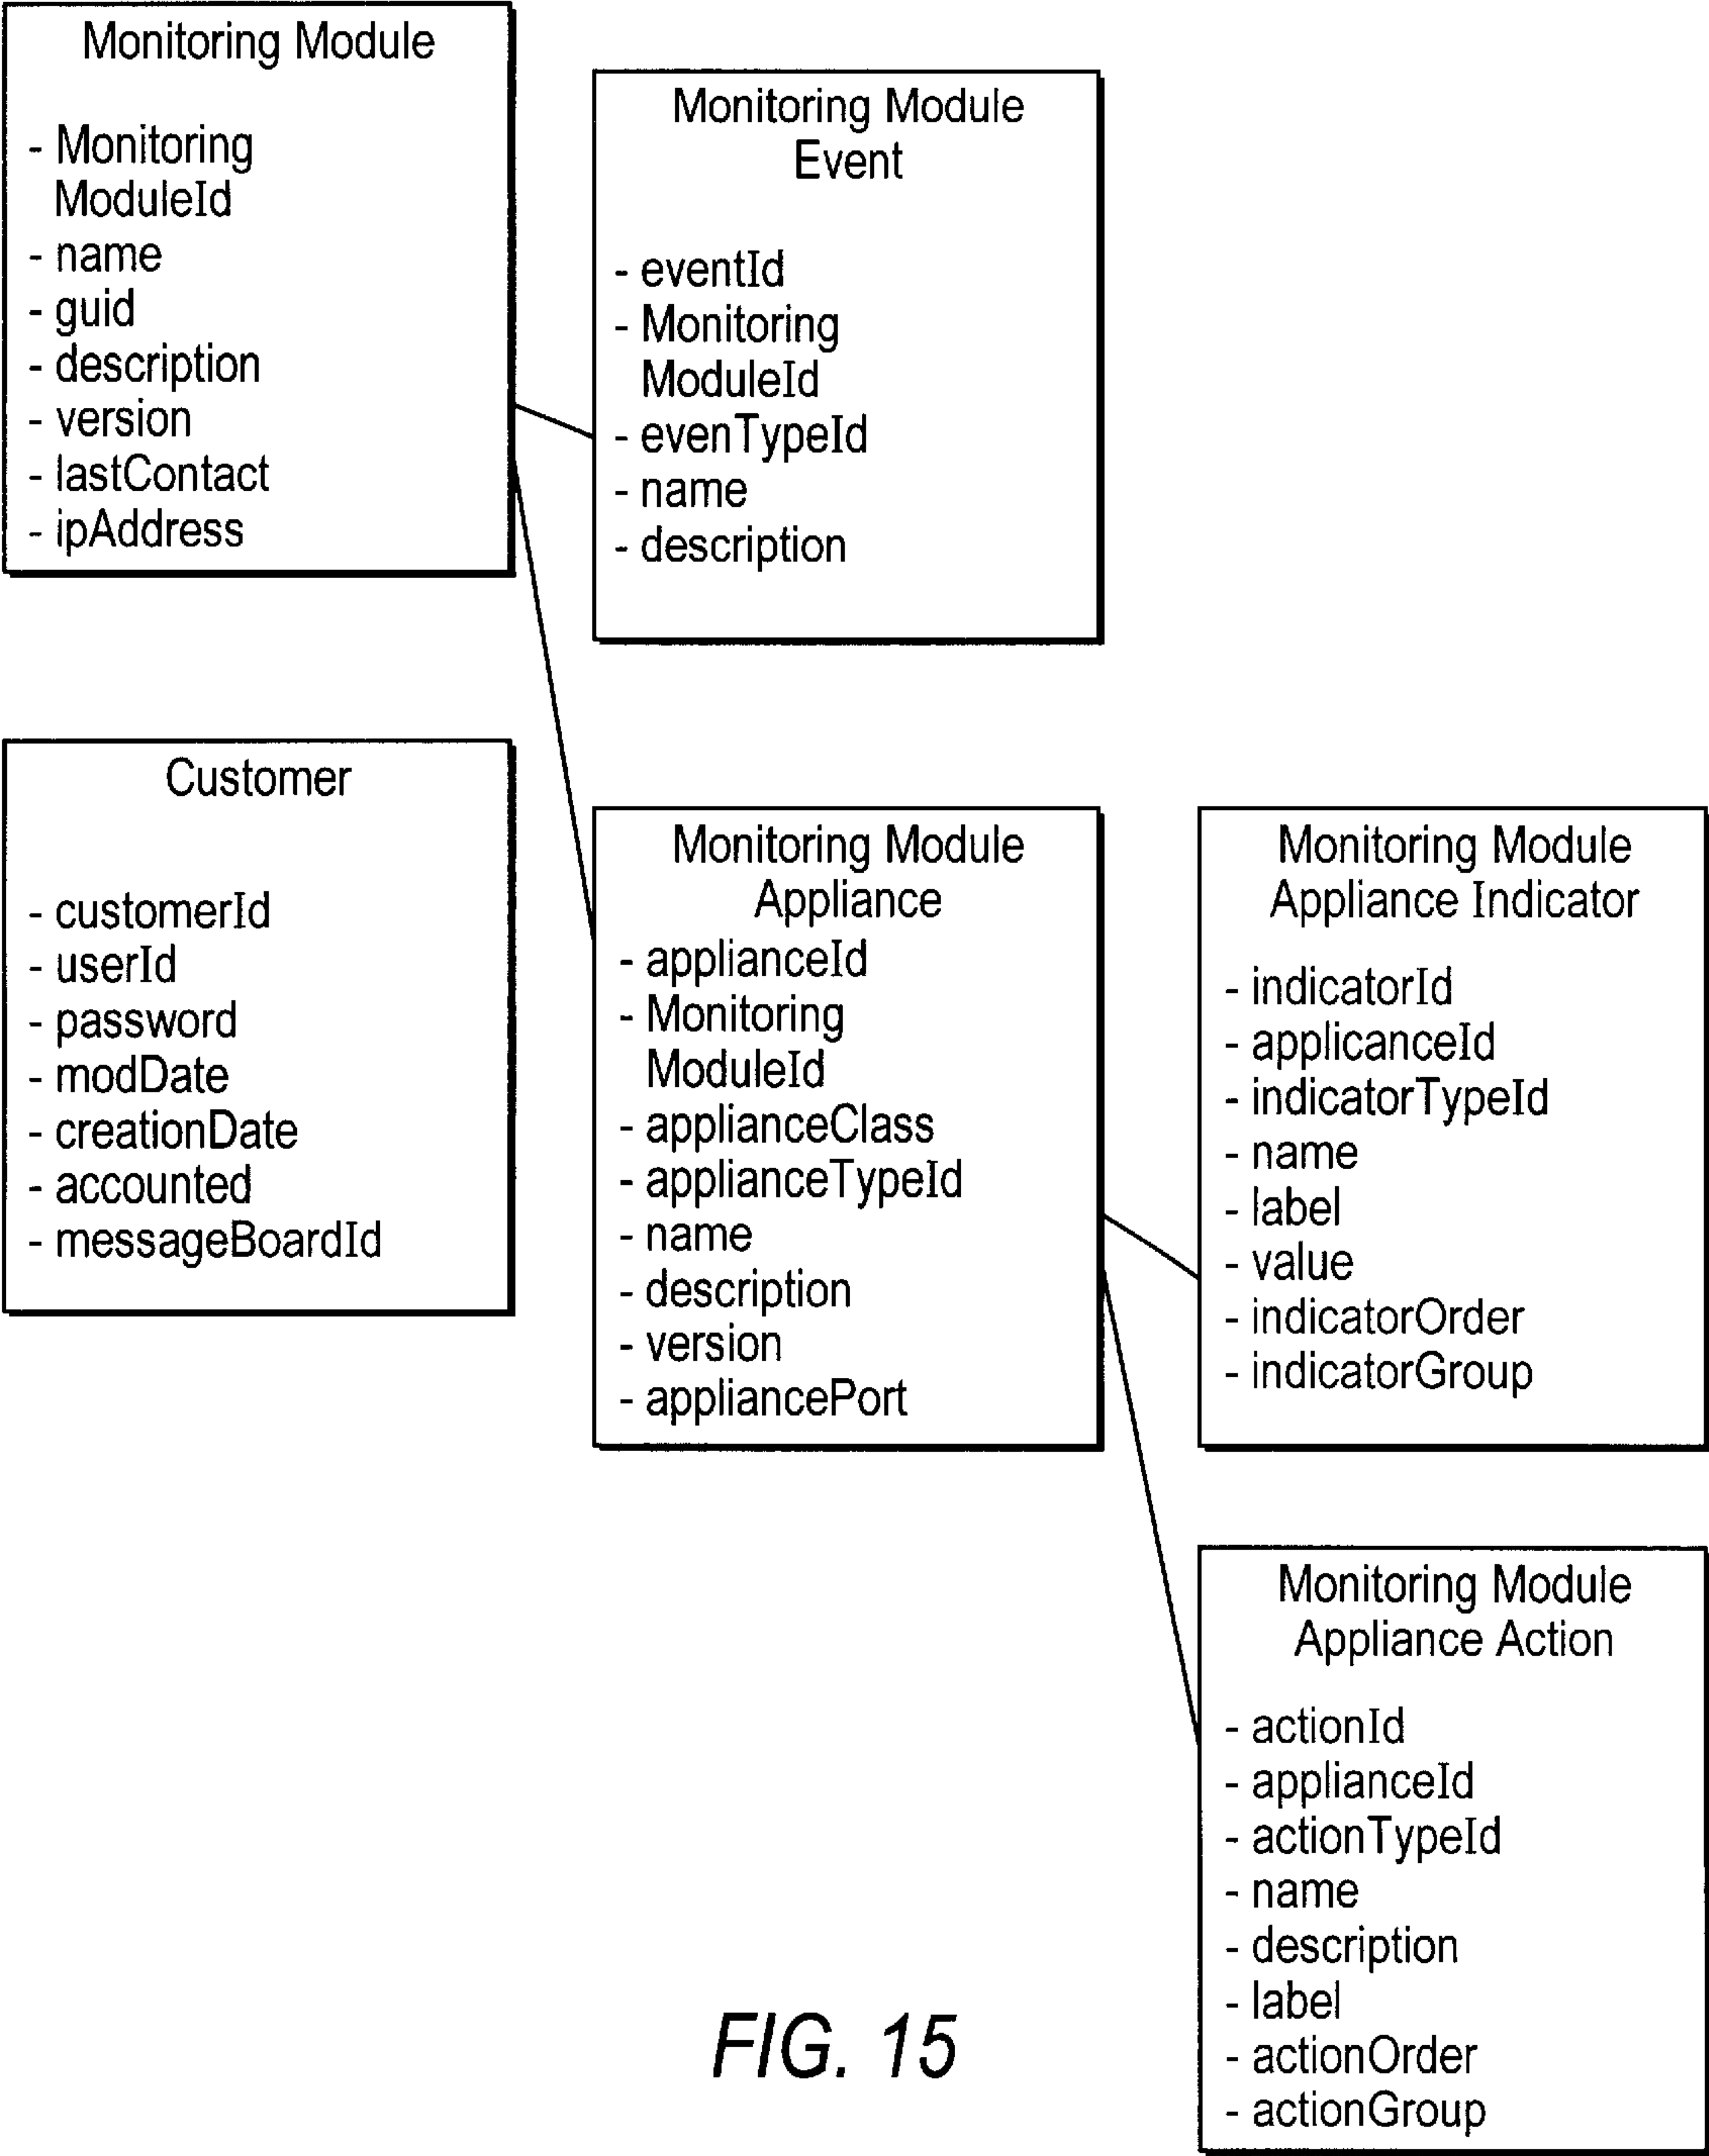 Monitoring Module
- Monitoring
ModuleId
- name
- guid
- description
- version
- lastContact
- ipAddress
Monitoring Module
Event
- eventId
- Monitoring
ModuleId
- evenTypeId
- name
- description
Customer
- customerId
- userId
- password
- modDate
- creationDate
- accounted
- messageBoardId
Monitoring Module
Appliance
- applianceId
- Monitoring
ModuleId
- applianceClass
- applianceTypeId
- name
- description
- version
- appliancePort
Monitoring Module
Appliance Indicator
- indicatorId
- applicanceId
- indicatorTypeId
- name
- label
- value
- indicatorOrder
- indicatorGroup
Monitoring Module
Appliance Action
- actionId
- applianceId
- actionTypeId
- name
- description
- label
- actionOrder
- actionGroup
FIG. 15